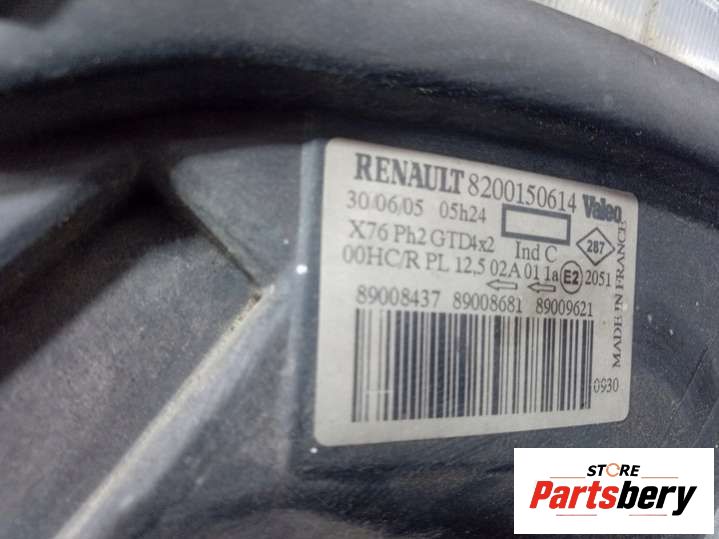 RENAULT 8200150614 Valeo
30/06/05 05h24
X76 Ph2 GTD4x2 Ind C 287
00HC/R PL 12,5 02A 01 1a E2 2051
89008437 89008681 89009621
0930
MADE IN FRANCE
STORE
Partsbery